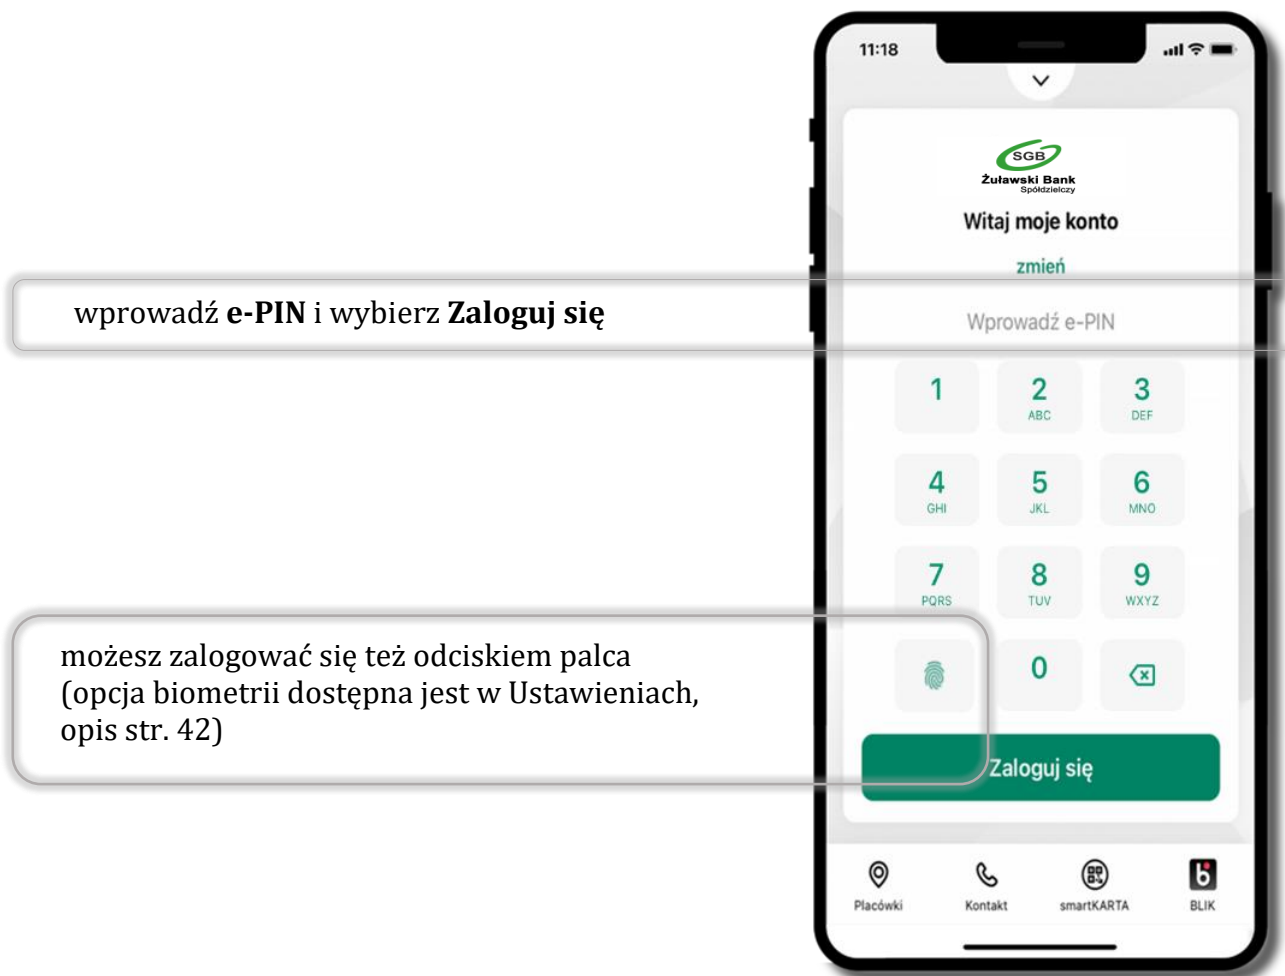 11:18
SGB
Żuławski Bank
Spółdzielczy
Witaj moje konto
zmień
wprowadź e-PIN i wybierz Zaloguj się
Wprowadź e-PIN
1 2 3
ABC DEF
4 5 6
GHI JKL MNO
7 8 9
PQRS TUV WXYZ
możesz zalogować się też odciskiem palca
(opcja biometrii dostępna jest w Ustawieniach,
opis str. 42)
0
Zaloguj się
Placówki Kontakt smartKARTA BLIK